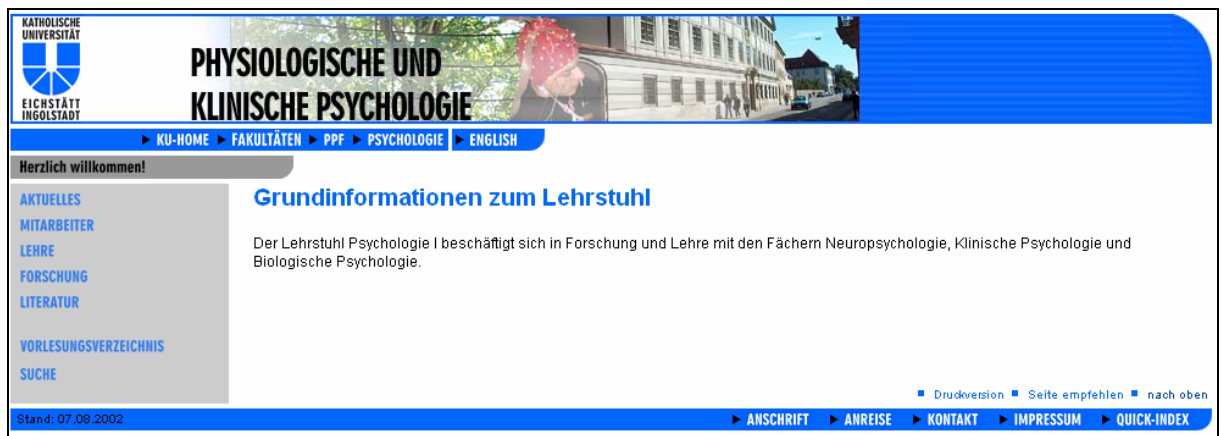 KATHOLISCHE
UNIVERSITÄT
EICHSTÄTT
INGOLSTADT
PHYSIOLOGISCHE UND
KLINISCHE PSYCHOLOGIE
KU-HOME FAKULTÄTEN PPF PSYCHOLOGIE ENGLISH
Herzlich willkommen!
AKTUELLES
MITARBEITER
LEHRE
FORSCHUNG
LITERATUR
VORLESUNGSVERZEICHNIS
SUCHE
Grundinformationen zum Lehrstuhl
Der Lehrstuhl Psychologie I beschäftigt sich in Forschung und Lehre mit den Fächern Neuropsychologie, Klinische Psychologie und
Biologische Psychologie.
Druckversion Seite empfehlen nach oben
Stand: 07.08.2002 ANSCHRIFT ANREISE KONTAKT IMPRESSUM QUICK-INDEX